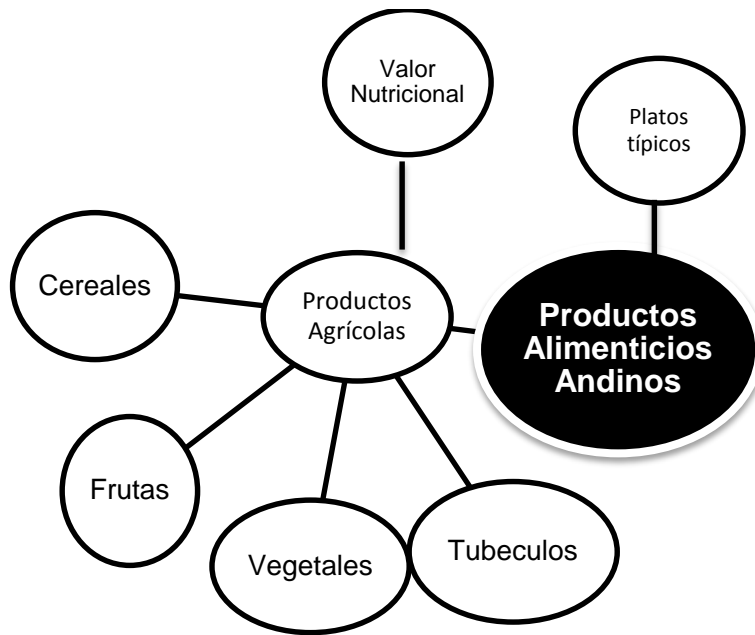 Valor
Nutricional
Platos
típicos
Cereales
Productos
Agrícolas
Productos
Alimenticios
Andinos
Frutas
Vegetales
Tubeculos